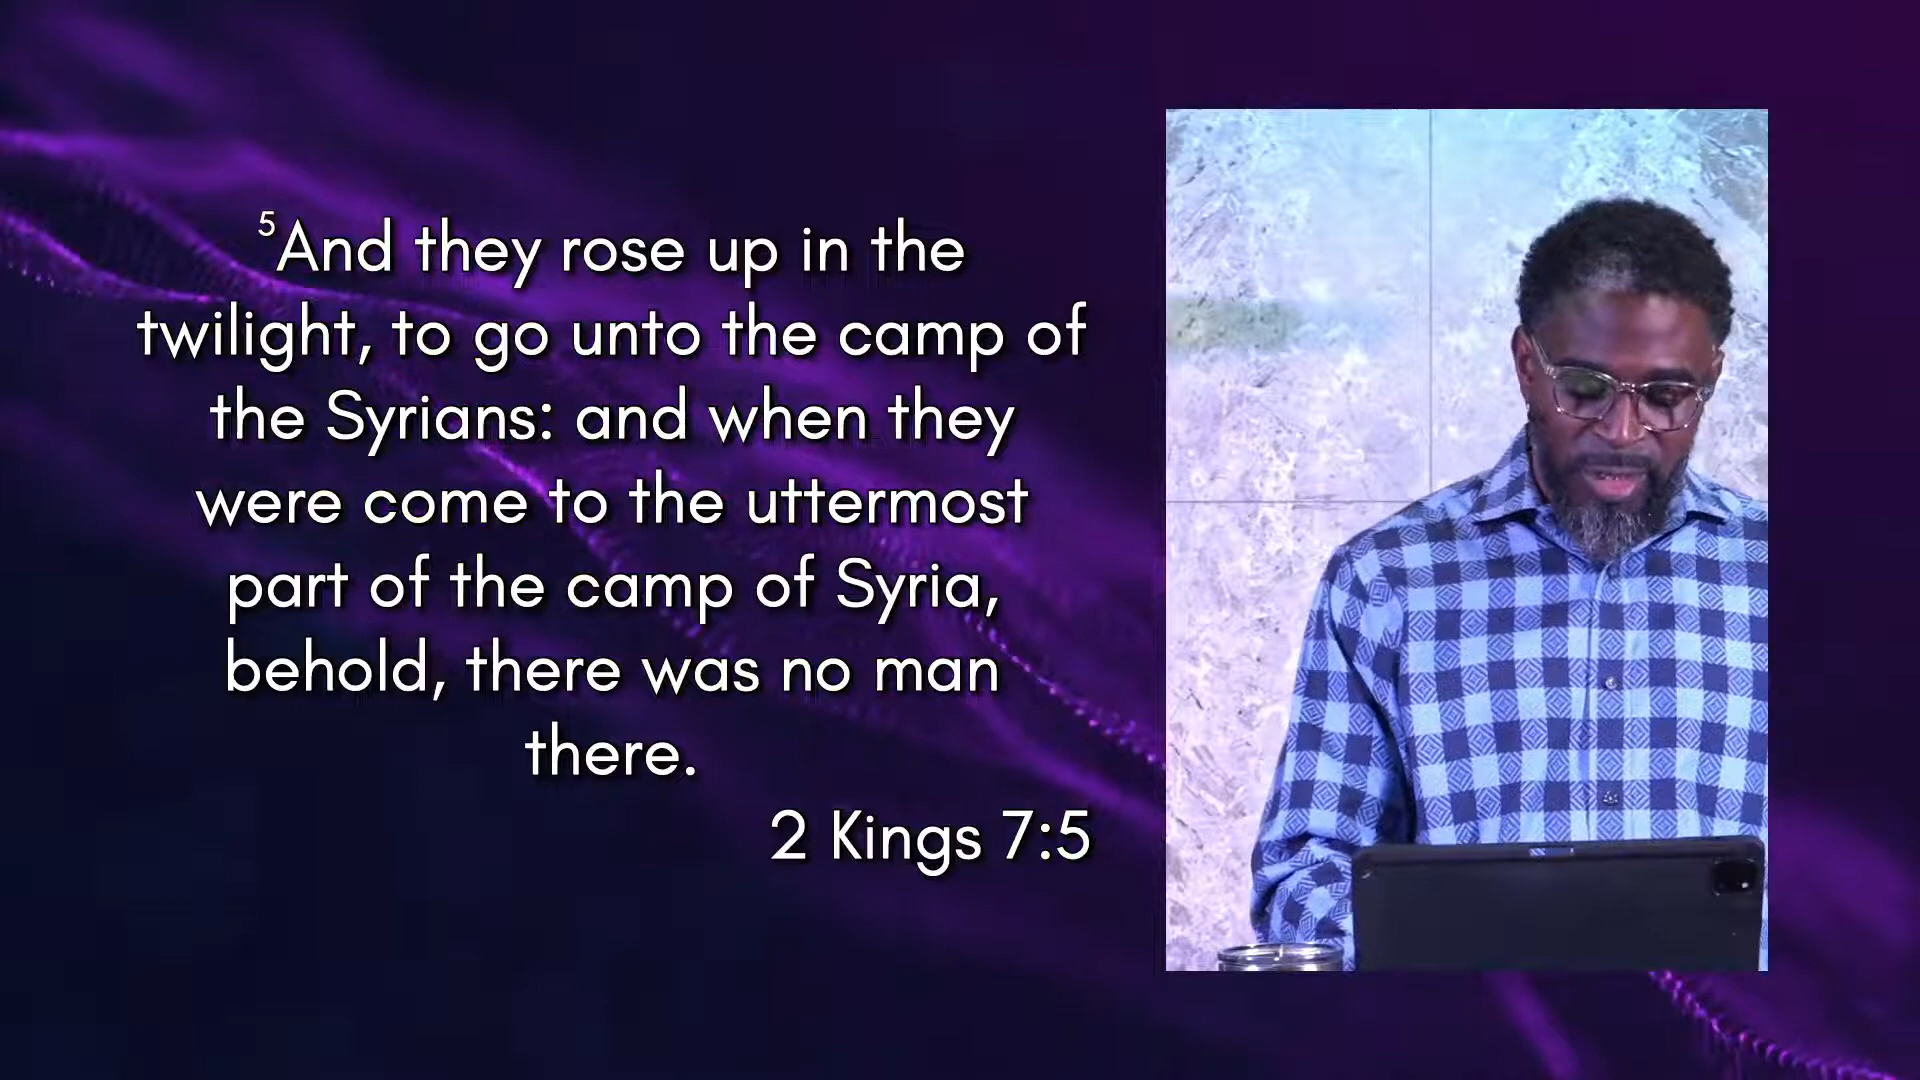 ⁵And they rose up in the
twilight, to go unto the camp of
the Syrians: and when they
were come to the uttermost
part of the camp of Syria,
behold, there was no man
there.
2 Kings 7:5